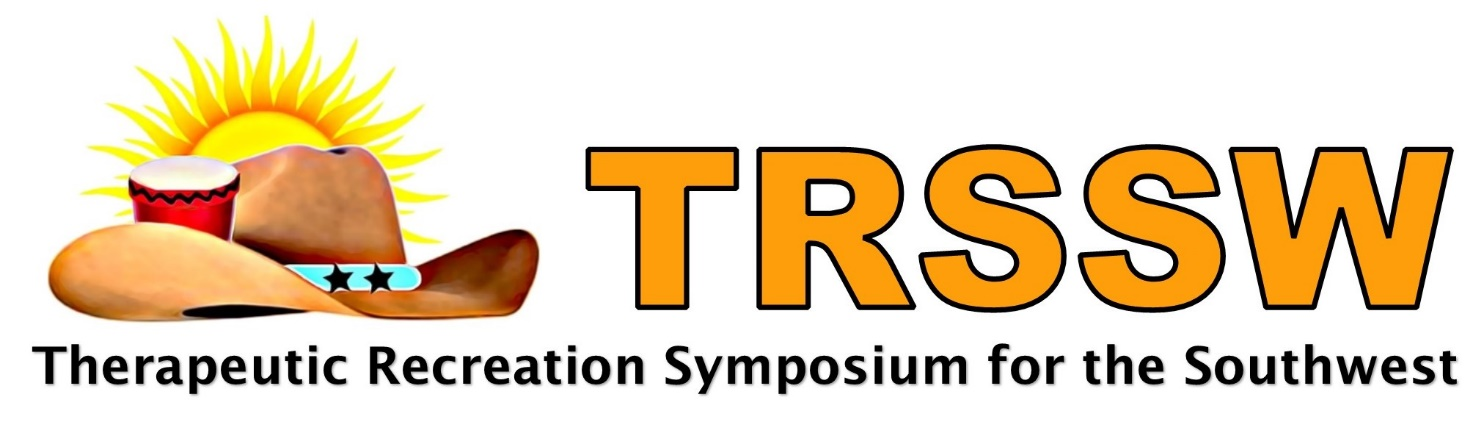 TRSSW
Therapeutic Recreation Symposium for the Southwest